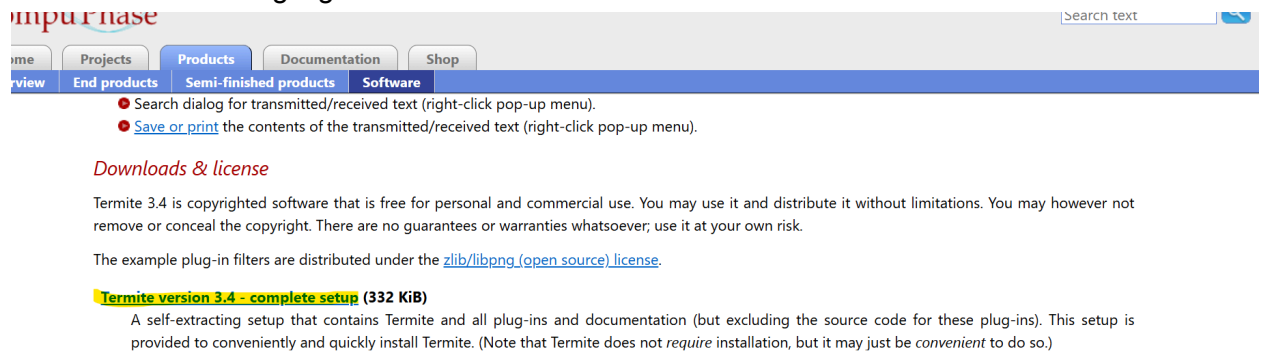 Search text
Projects Products Documentation Shop
End products Semi-finished products Software
Search dialog for transmitted/received text (right-click pop-up menu).
Save or print the contents of the transmitted/received text (right-click pop-up menu).
Downloads & license
Termite 3.4 is copyrighted software that is free for personal and commercial use. You may use it and distribute it without limitations. You may however not
remove or conceal the copyright. There are no guarantees or warranties whatsoever; use it at your own risk.
The example plug-in filters are distributed under the zlib/libpng (open source) license.
Termite version 3.4 - complete setup (332 KiB)
A self-extracting setup that contains Termite and all plug-ins and documentation (but excluding the source code for these plug-ins). This setup is
provided to conveniently and quickly install Termite. (Note that Termite does not require installation, but it may just be convenient to do so.)